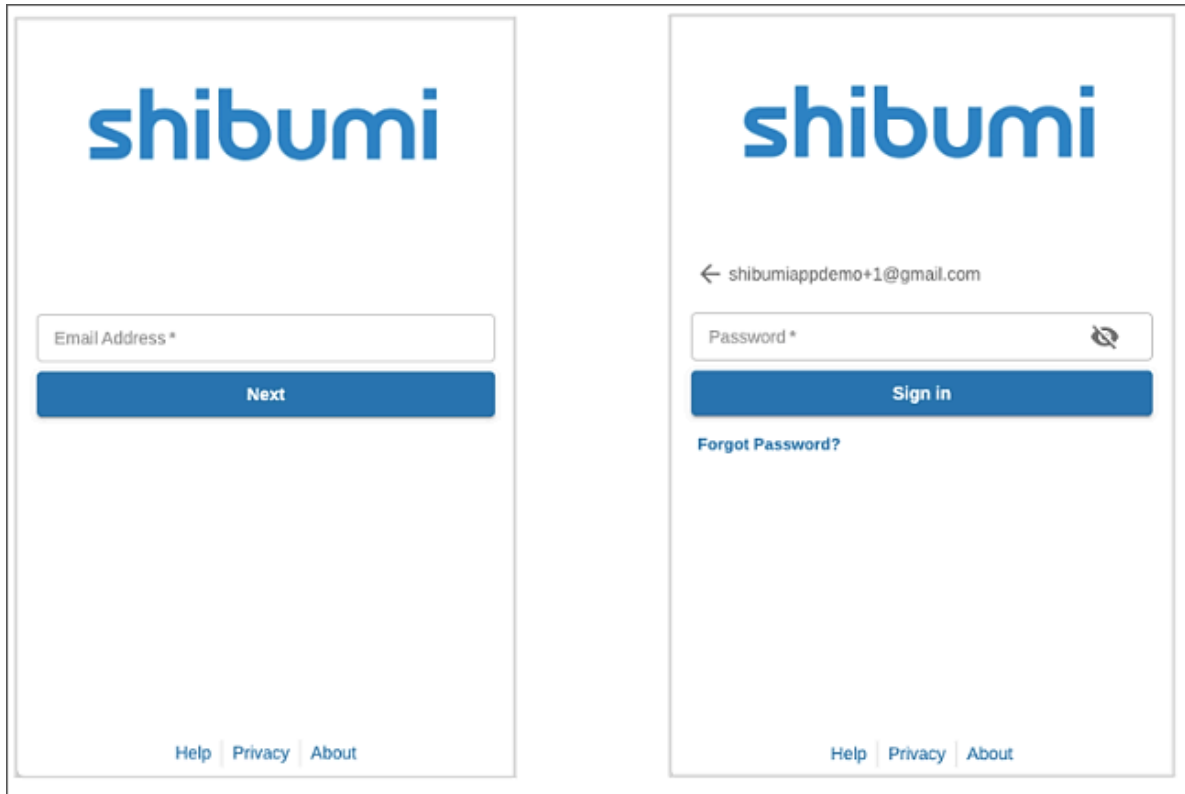 shibumi
Email Address *
Next
Help Privacy About
shibumi
shibumiappdemo+1@gmail.com
Password *
Sign in
Forgot Password?
Help Privacy About